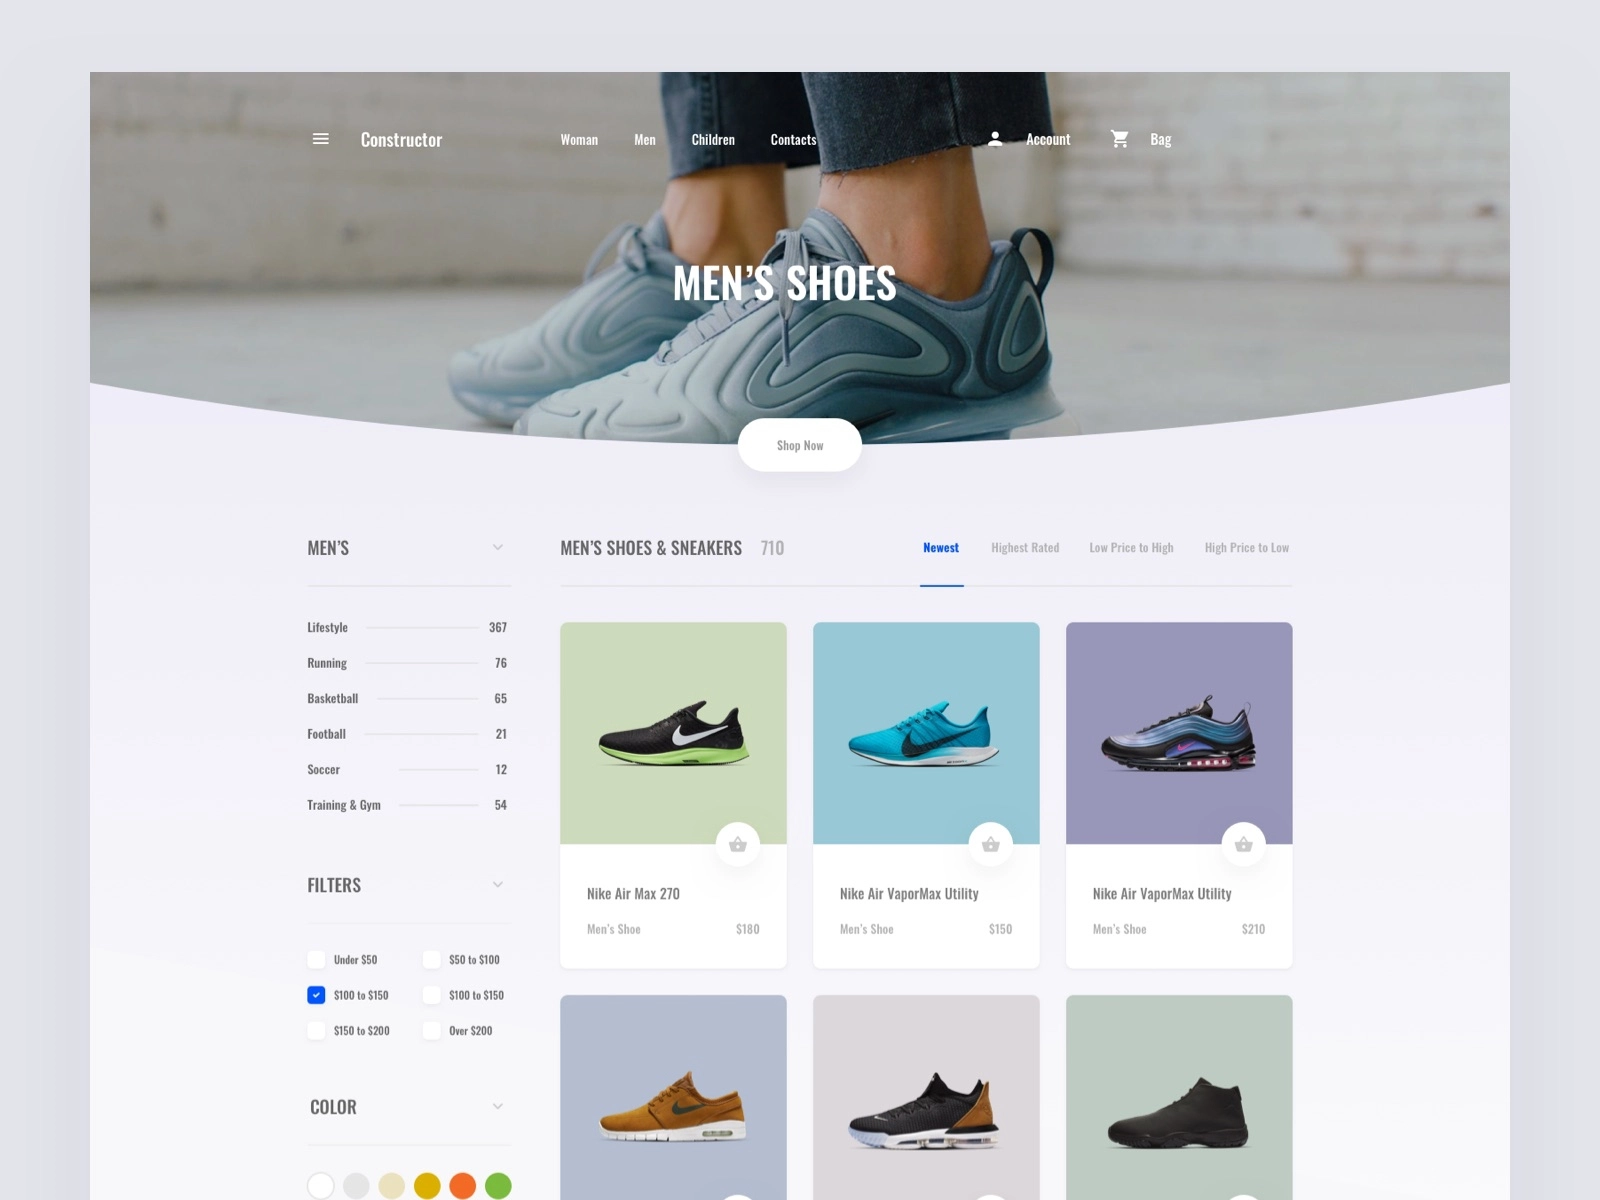 Constructor
Woman Men Children Contacts
Account Bag
MEN’S SHOES
Shop Now
MEN’S
Lifestyle 367
Running 76
Basketball 65
Football 21
Soccer 12
Training & Gym 54
FILTERS
Under $50 $50 to $100
$100 to $150 $100 to $150
$150 to $200 Over $200
COLOR
MEN’S SHOES & SNEAKERS 710
Newest Highest Rated Low Price to High High Price to Low
Nike Air Max 270
Men’s Shoe $180
Nike Air VaporMax Utility
Men’s Shoe $150
Nike Air VaporMax Utility
Men’s Shoe $210